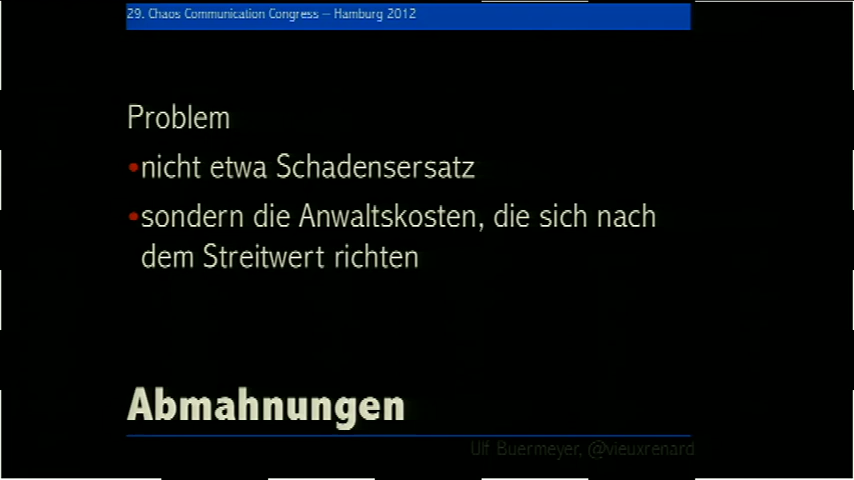 29. Chaos Communication Congress – Hamburg 2012
Problem
•nicht etwa Schadensersatz
•sondern die Anwaltskosten, die sich nach
dem Streitwert richten
Abmahnungen
Ulf Buermeyer, @vieuxrenard